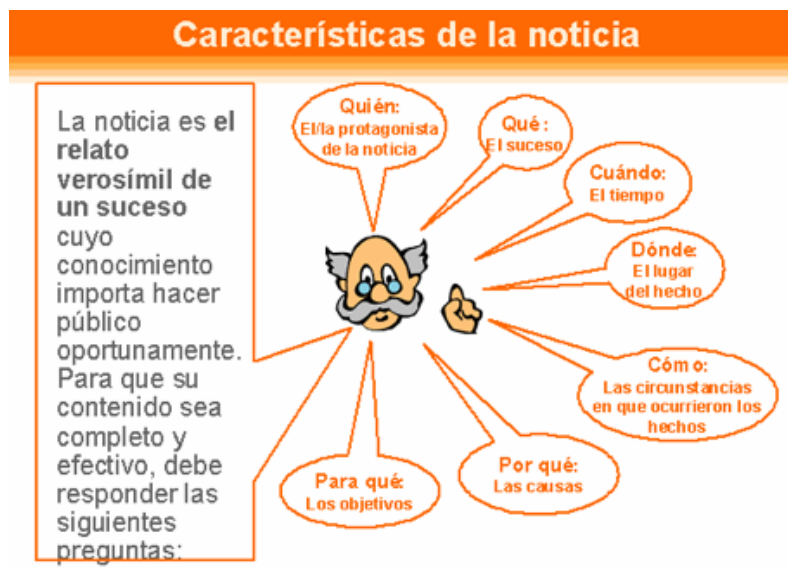 Características de la noticia
La noticia es el
relato
verosímil de
un suceso
cuyo
conocimiento
importa hacer
público
oportunamente.
Para que su
contenido sea
completo y
efectivo, debe
responder las
siguientes
preguntas:
Quién:
El/la protagonista
de la noticia
Qué :
El suceso
Cuándo:
El tiempo
Dónde:
El lugar
del hecho
Cómo:
Las circunstancias
en que ocurrieron los
hechos
Por qué:
Las causas
Para qué:
Los objetivos